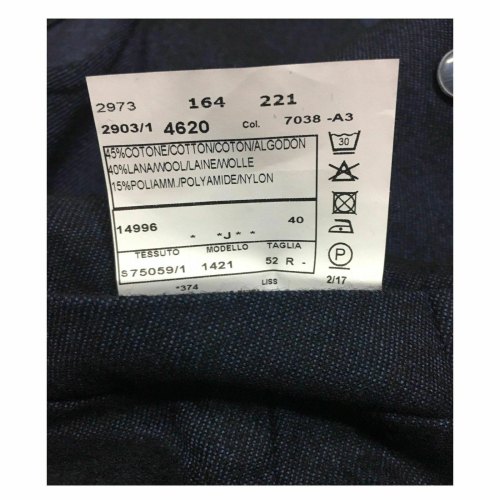 2973 164 221
2903/1 4620 Col. 7038 -A3
45%COTONE/COTTON/COTON/ALGODON
40%LANA/WOOL/LAINE/WOLLE
15%POLIAMM./POLYAMIDE/NYLON
30
14996 * *J* * 40
TESSUTO MODELLO TAGLIA
S75059/1 1421 52 R -
P
*374 LISS 2/17